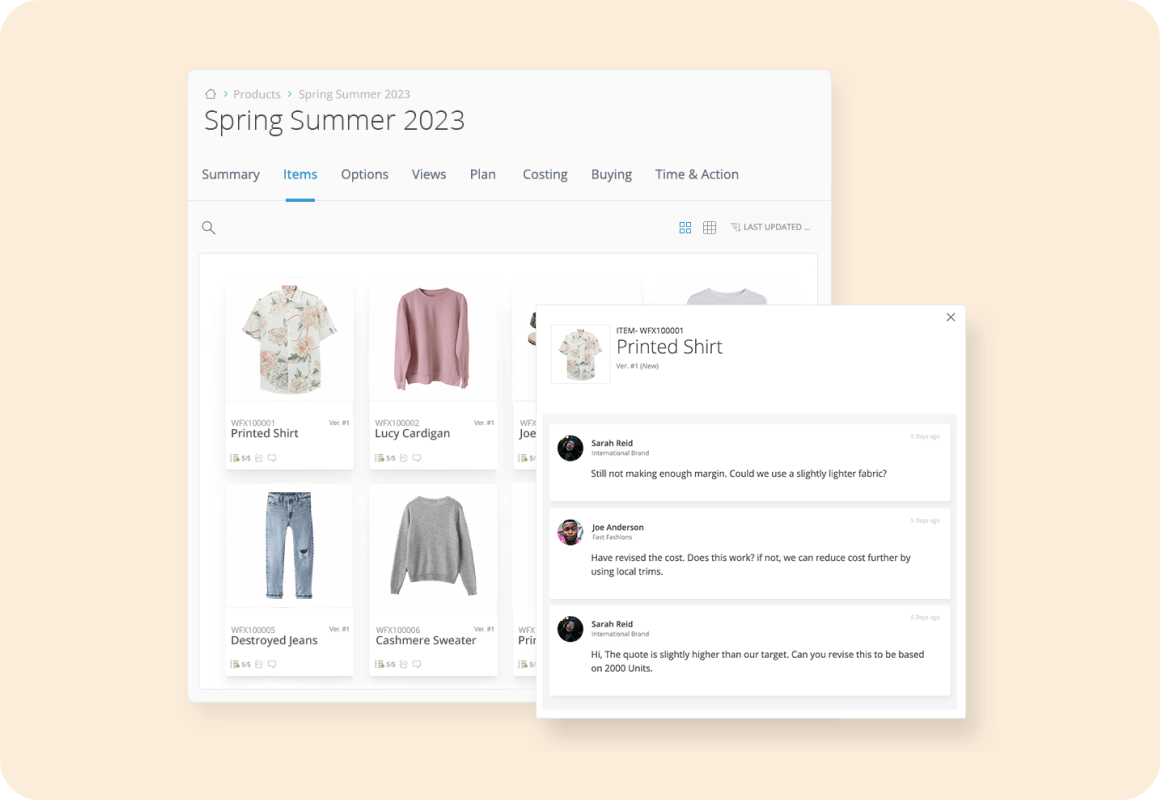 Products
Spring Summer 2023
Spring Summer 2023
Summary
Items
Options
Views
Plan
Costing
Buying
Time & Action
LAST UPDATED ...
WFX100001
Ver. #1
Printed Shirt
5/5
WFX100002
Ver. #1
Lucy Cardigan
5/5
WFX
Joe
5/
WFX100005
Ver. #1
Destroyed Jeans
5/5
WFX100006
Ver. #1
Cashmere Sweater
5/5
WFX
Prin
5/
ITEM- WFX100001
Printed Shirt
Ver. #1 (New)
Sarah Reid
5 Days ago
International Brand
Still not making enough margin. Could we use a slightly lighter fabric?
Joe Anderson
5 Days ago
Fast Fashions
Have revised the cost. Does this work? if not, we can reduce cost further by
using local trims.
Sarah Reid
5 Days ago
International Brand
Hi, The quote is slightly higher than our target. Can you revise this to be based
on 2000 Units.